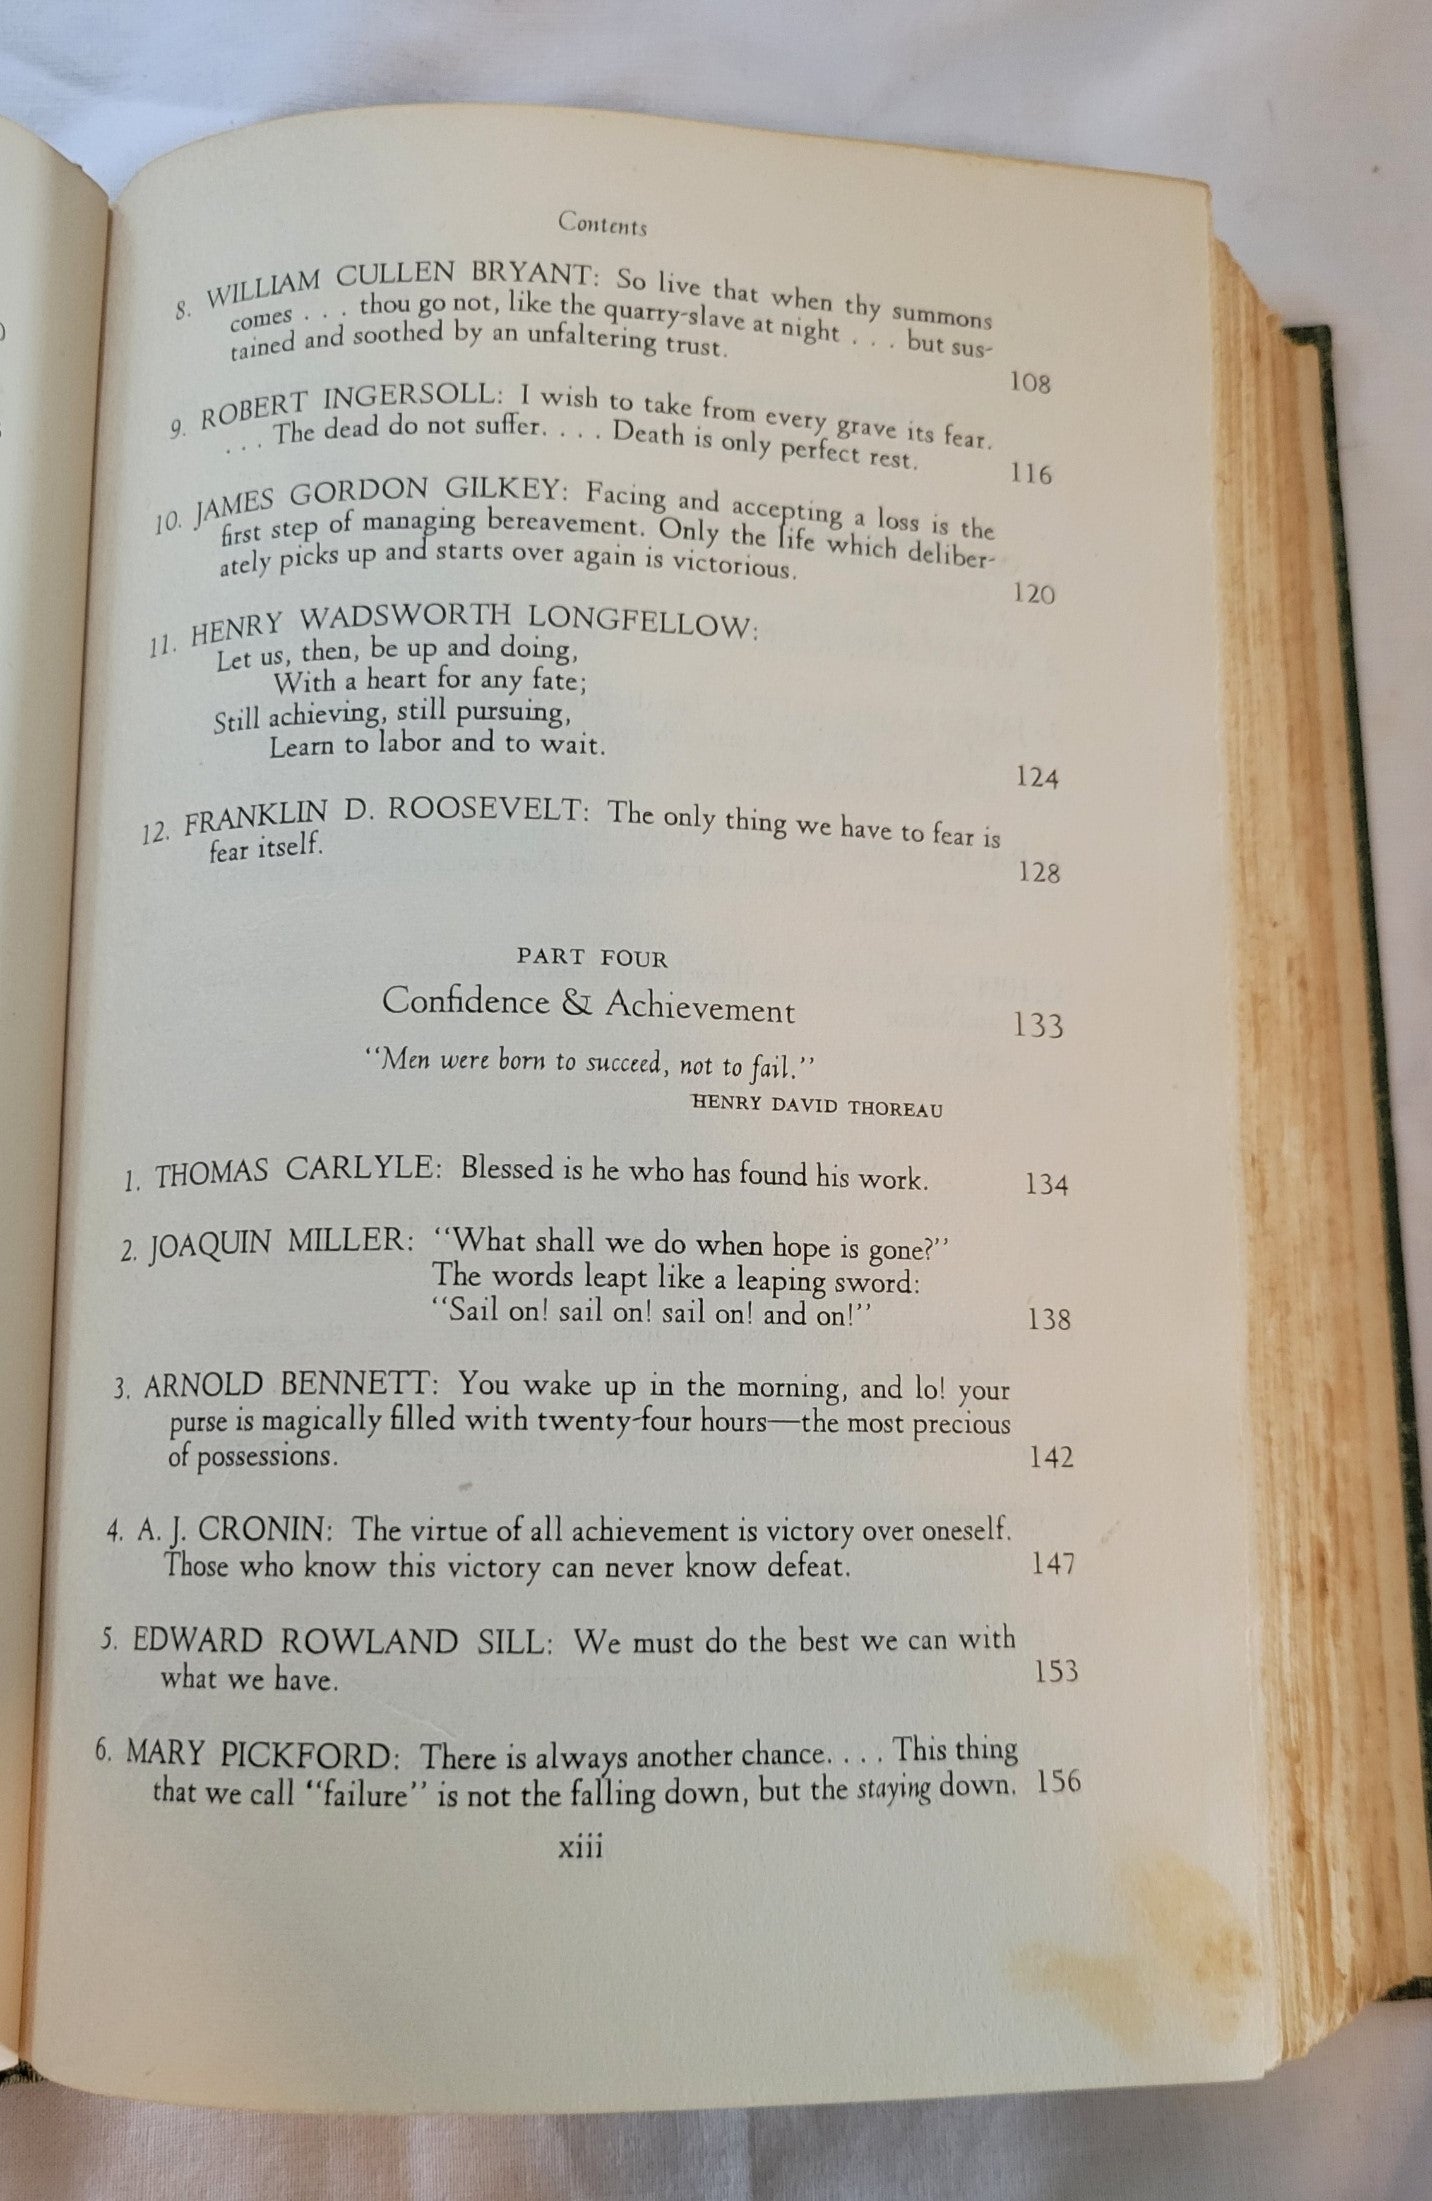 Contents
8. WILLIAM CULLEN BRYANT: So live that when thy summons
comes . . . thou go not, like the quarry-slave at night . . . but sus-
tained and soothed by an unfaltering trust.
108
9. ROBERT INGERSOLL: I wish to take from every grave its fear.
. . The dead do not suffer. . . . Death is only perfect rest.
116
10. JAMES GORDON GILKEY: Facing and accepting a loss is the
first step of managing bereavement. Only the life which deliber-
ately picks up and starts over again is victorious.
120
11. HENRY WADSWORTH LONGFELLOW:
Let us, then, be up and doing,
With a heart for any fate;
Still achieving, still pursuing,
Learn to labor and to wait.
124
12. FRANKLIN D. ROOSEVELT: The only thing we have to fear is
fear itself.
128
PART FOUR
Confidence & Achievement 133
"Men were born to succeed, not to fail."
HENRY DAVID THOREAU
1. THOMAS CARLYLE: Blessed is he who has found his work. 134
2. JOAQUIN MILLER: "What shall we do when hope is gone?"
The words leapt like a leaping sword:
"Sail on! sail on! sail on! and on!" 138
3. ARNOLD BENNETT: You wake up in the morning, and lo! your
purse is magically filled with twenty-four hours—the most precious
of possessions. 142
4. A. J. CRONIN: The virtue of all achievement is victory over oneself.
Those who know this victory can never know defeat. 147
5. EDWARD ROWLAND SILL: We must do the best we can with
what we have. 153
6. MARY PICKFORD: There is always another chance. . . . This thing
that we call "failure" is not the falling down, but the staying down. 156
xiii